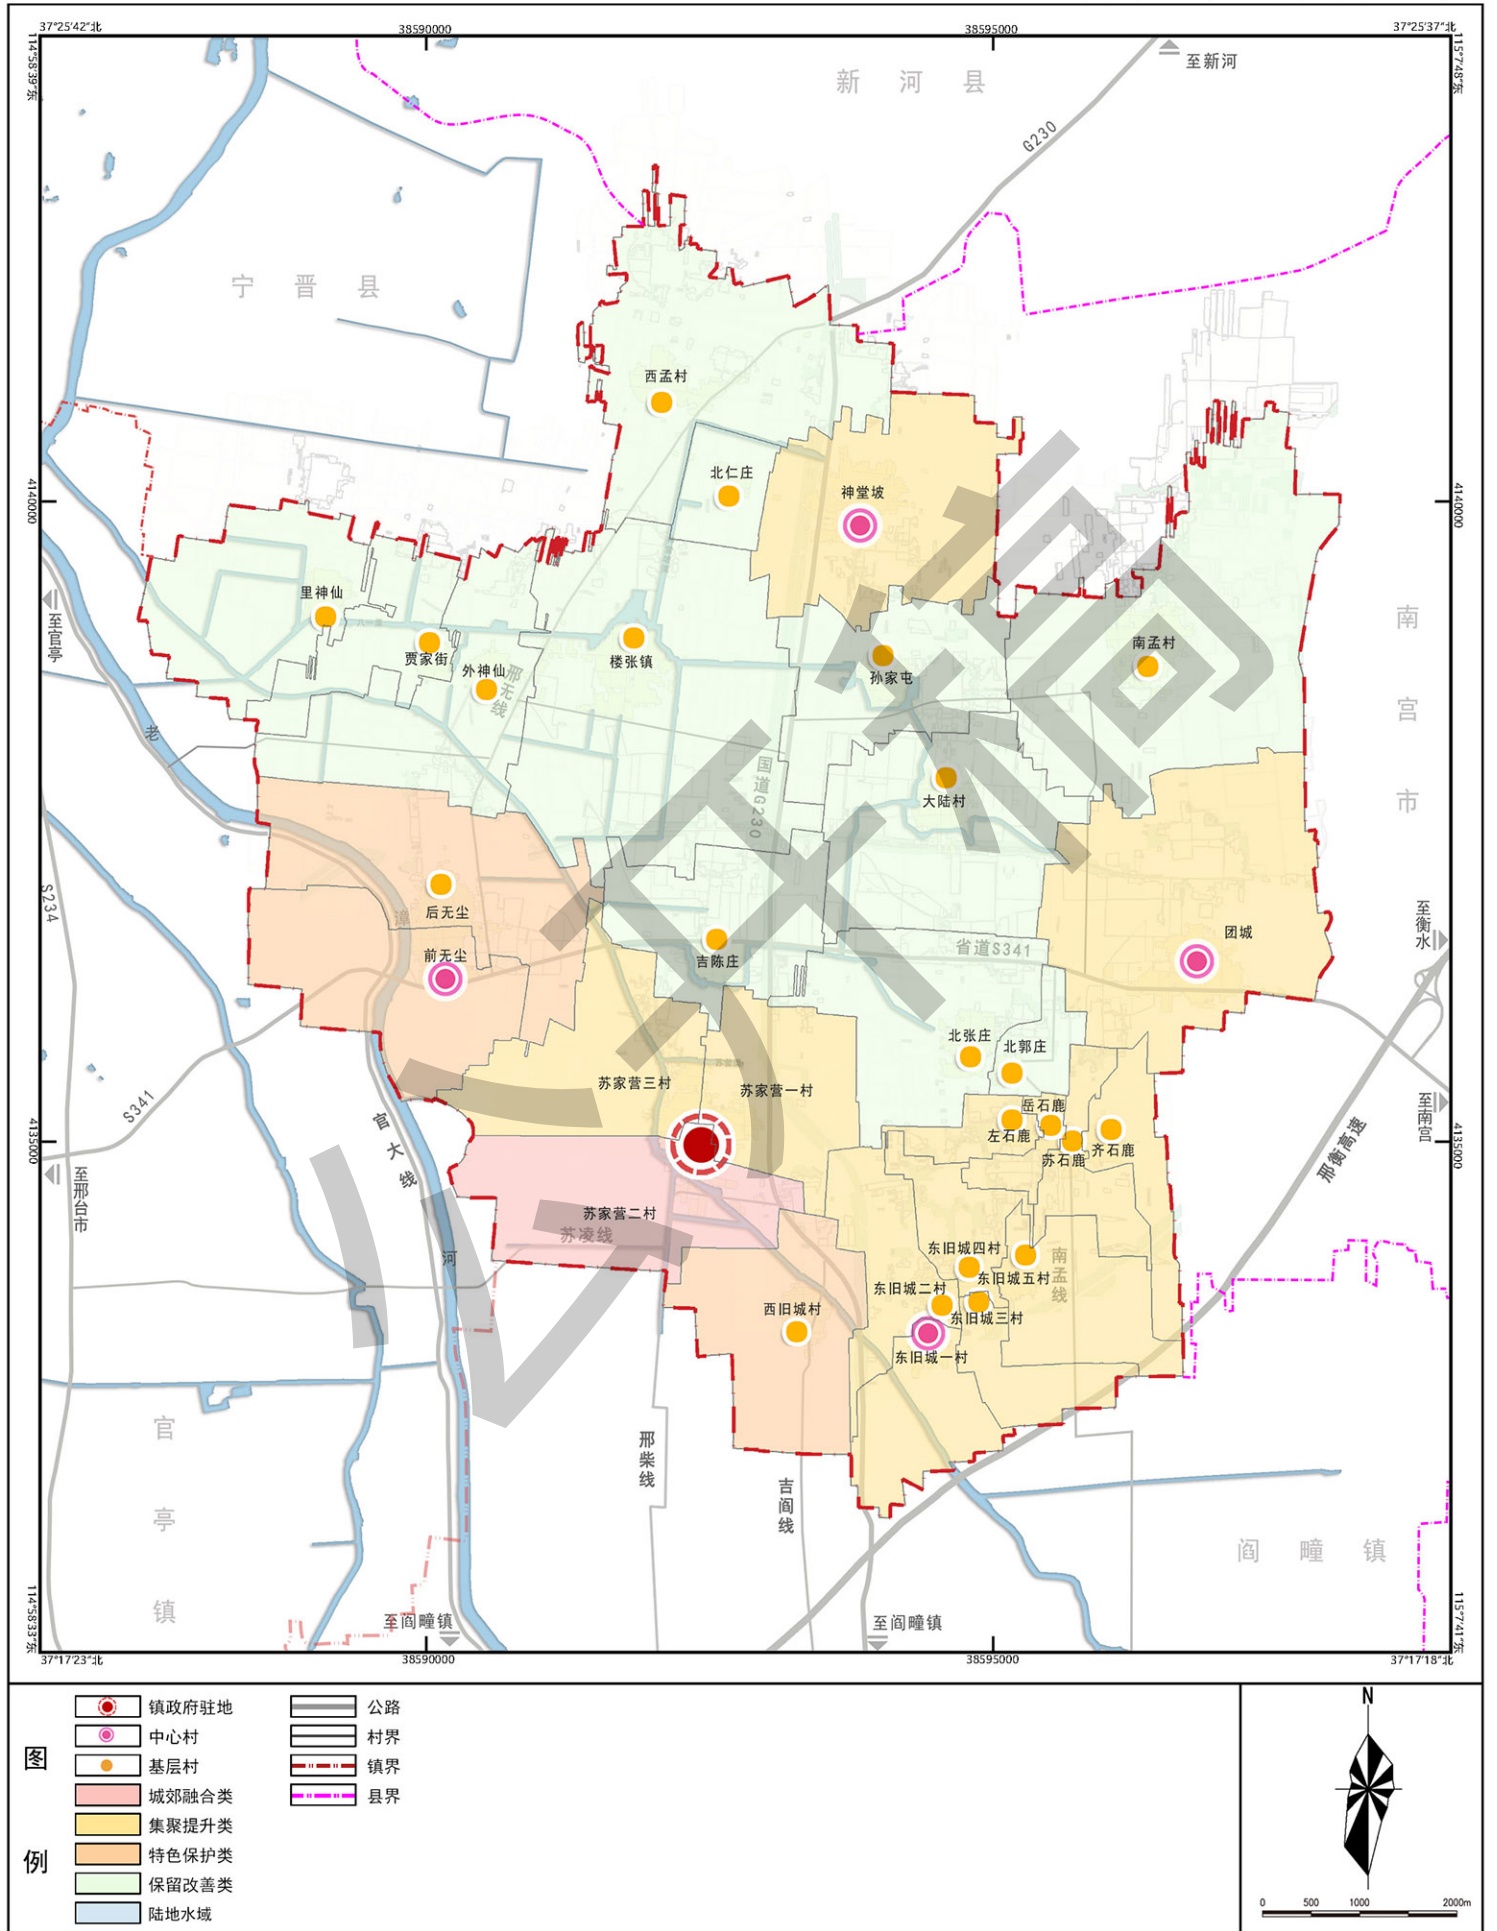 37°25′42″北
38590000
38595000
37°25′37″北
114°58′39″东
115°7′48″东
至新河
新河县
G230
宁晋县
西孟村
北仁庄
神堂坡
4140000
4140000
里神仙
贾家街
外神仙
楼张镇
孙家屯
南孟村
至官亭
邢无线
南宫市
老
国道G230
大陆村
S234
后无尘
漳
前无尘
吉陈庄
省道S341
团城
至衡水
北张庄
北郭庄
苏家营三村
苏家营一村
S341
官大线
岳石鹿
左石鹿
苏石鹿
齐石鹿
至南宫
4135000
4135000
邢衡高速
至邢台市
苏家营二村
苏凌线
河
东旧城四村
南孟线
东旧城五村
东旧城二村
东旧城三村
西旧城村
东旧城一村
官亭镇
邢柴线
吉阎线
阎疃镇
至阎疃镇
至阎疃镇
114°58′33″东
115°7′41″东
37°17′23″北
38590000
38595000
37°17′18″北
公示
图例
镇政府驻地
中心村
基层村
城郊融合类
集聚提升类
特色保护类
保留改善类
陆地水域
公路
村界
镇界
县界
N
0 500 1000 2000m